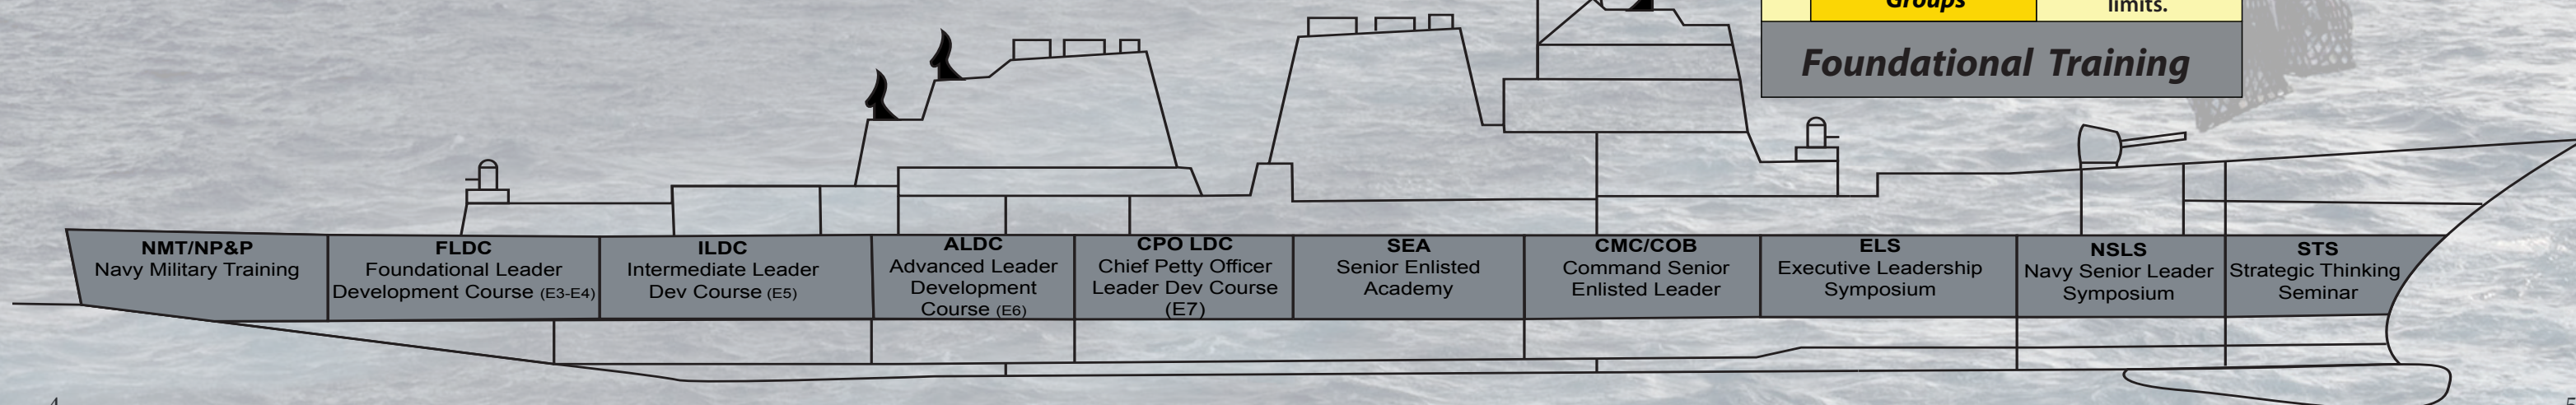 Groups
limits.
Foundational Training
NMT/NP&P
Navy Military Training
FLDC
Foundational Leader
Development Course (E3-E4)
ILDC
Intermediate Leader
Dev Course (E5)
ALDC
Advanced Leader
Development
Course (E6)
CPO LDC
Chief Petty Officer
Leader Dev Course
(E7)
SEA
Senior Enlisted
Academy
CMC/COB
Command Senior
Enlisted Leader
ELS
Executive Leadership
Symposium
NSLS
Navy Senior Leader
Symposium
STS
Strategic Thinking
Seminar
4